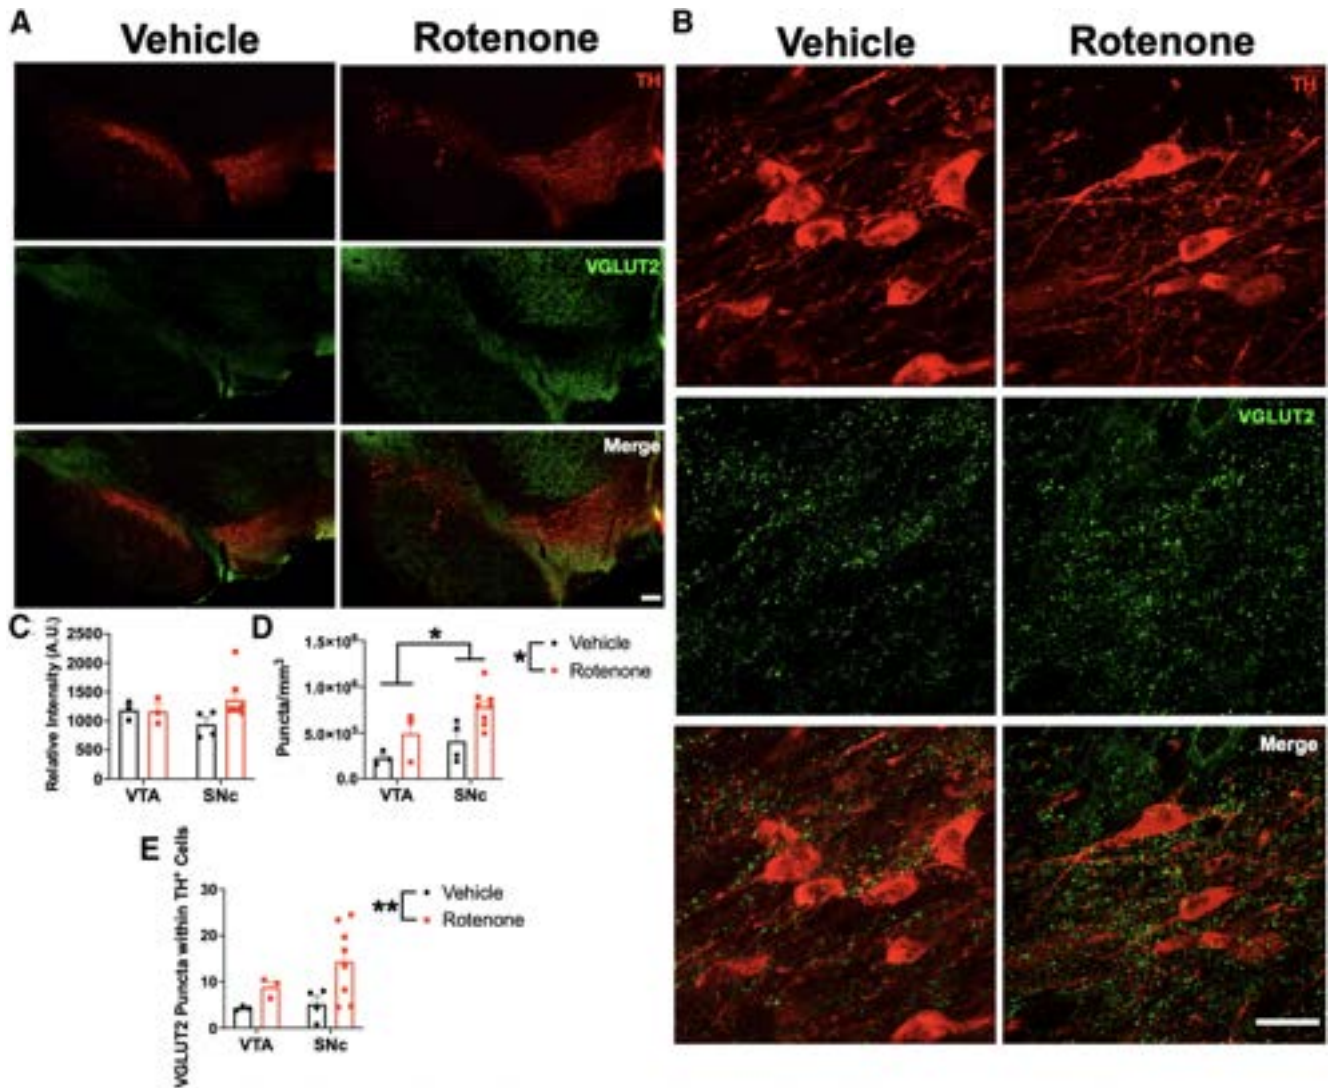 A
Vehicle
Rotenone
TH
VGLUT2
Merge
B
Vehicle
Rotenone
TH
VGLUT2
Merge
C
Relative Intensity (A.U.)
2500
2000
1500
1000
500
0
VTA
SNc
D
Puncta/mm³
1.5×10⁶
1.0×10⁶
5.0×10⁵
0.0
VTA
SNc
*
*
Vehicle
Rotenone
E
VGLUT2 Puncta within TH⁺ Cells
30
20
10
0
VTA
SNc
**
Vehicle
Rotenone